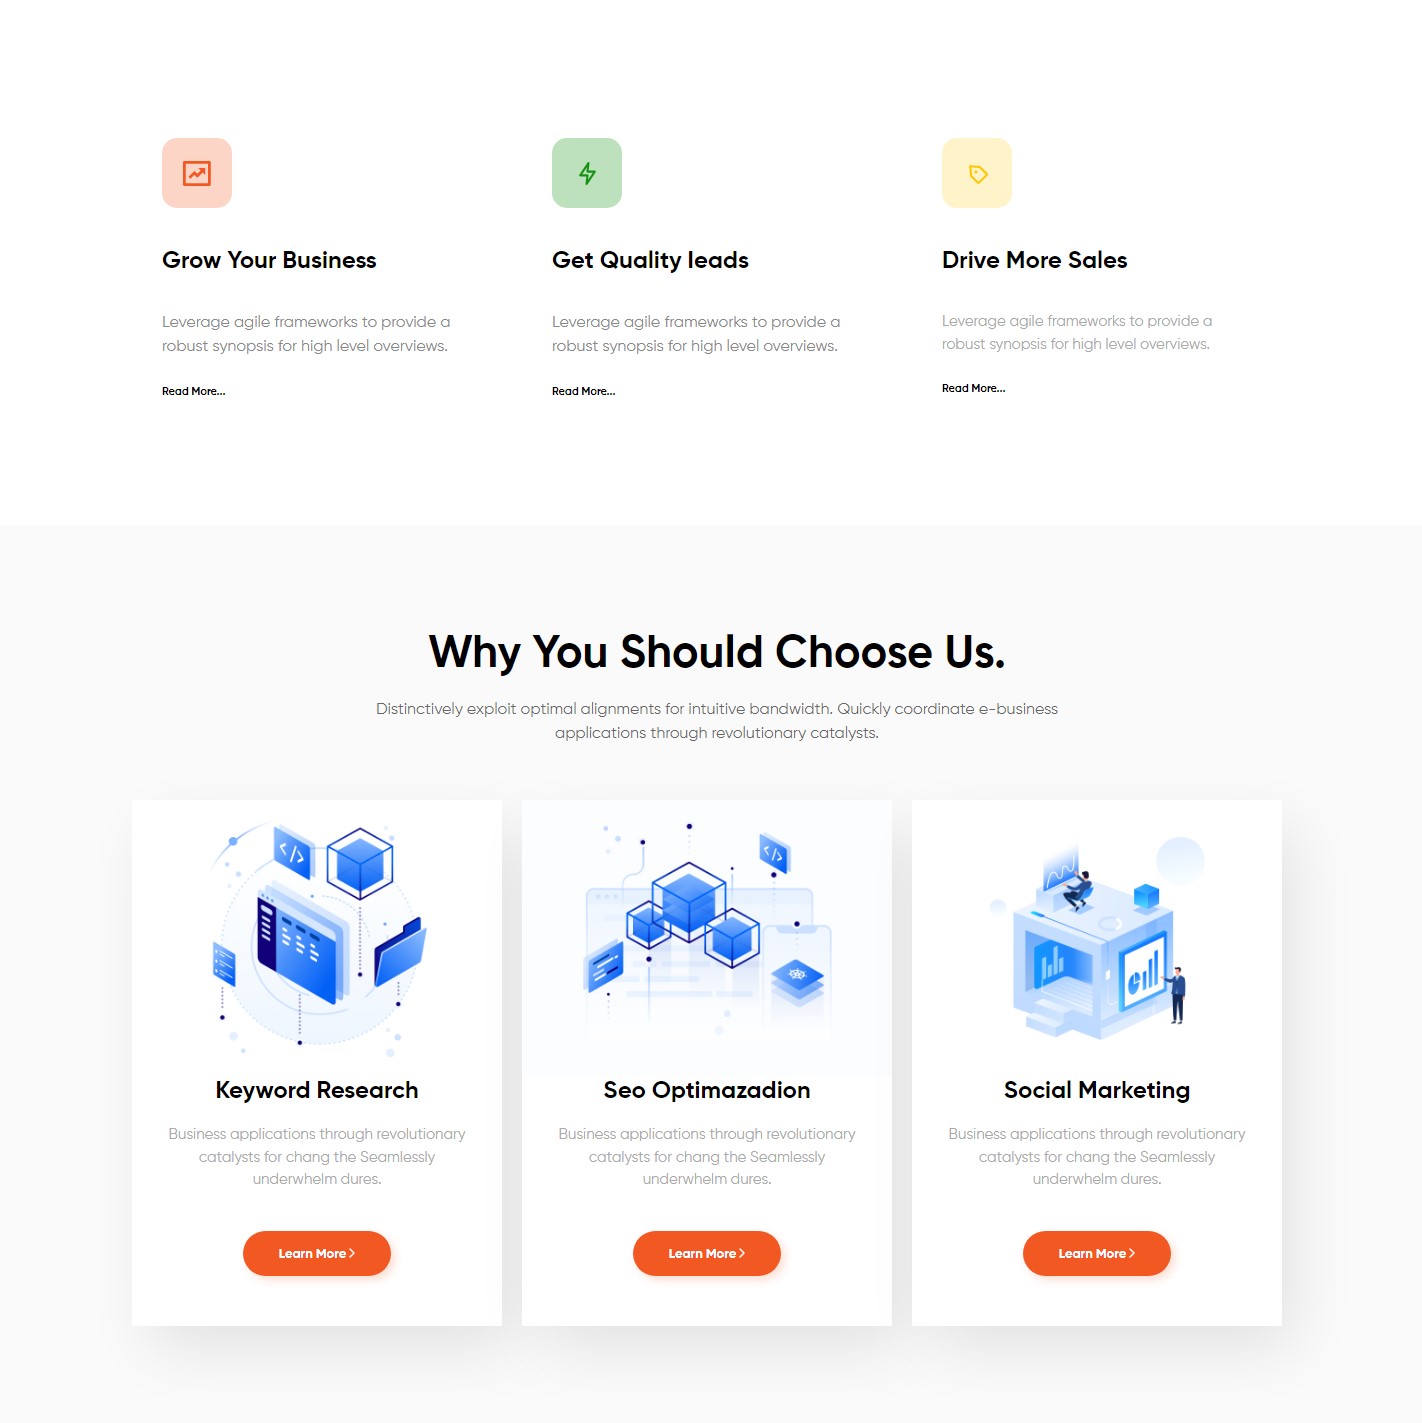 Grow Your Business
Leverage agile frameworks to provide a
robust synopsis for high level overviews.
Read More...
Get Quality leads
Leverage agile frameworks to provide a
robust synopsis for high level overviews.
Read More...
Drive More Sales
Leverage agile frameworks to provide a
robust synopsis for high level overviews.
Read More...
Why You Should Choose Us.
Distinctively exploit optimal alignments for intuitive bandwidth. Quickly coordinate e-business
applications through revolutionary catalysts.
Keyword Research
Business applications through revolutionary
catalysts for chang the Seamlessly
underwhelm dures.
Learn More >
Seo Optimazadion
Business applications through revolutionary
catalysts for chang the Seamlessly
underwhelm dures.
Learn More >
Social Marketing
Business applications through revolutionary
catalysts for chang the Seamlessly
underwhelm dures.
Learn More >